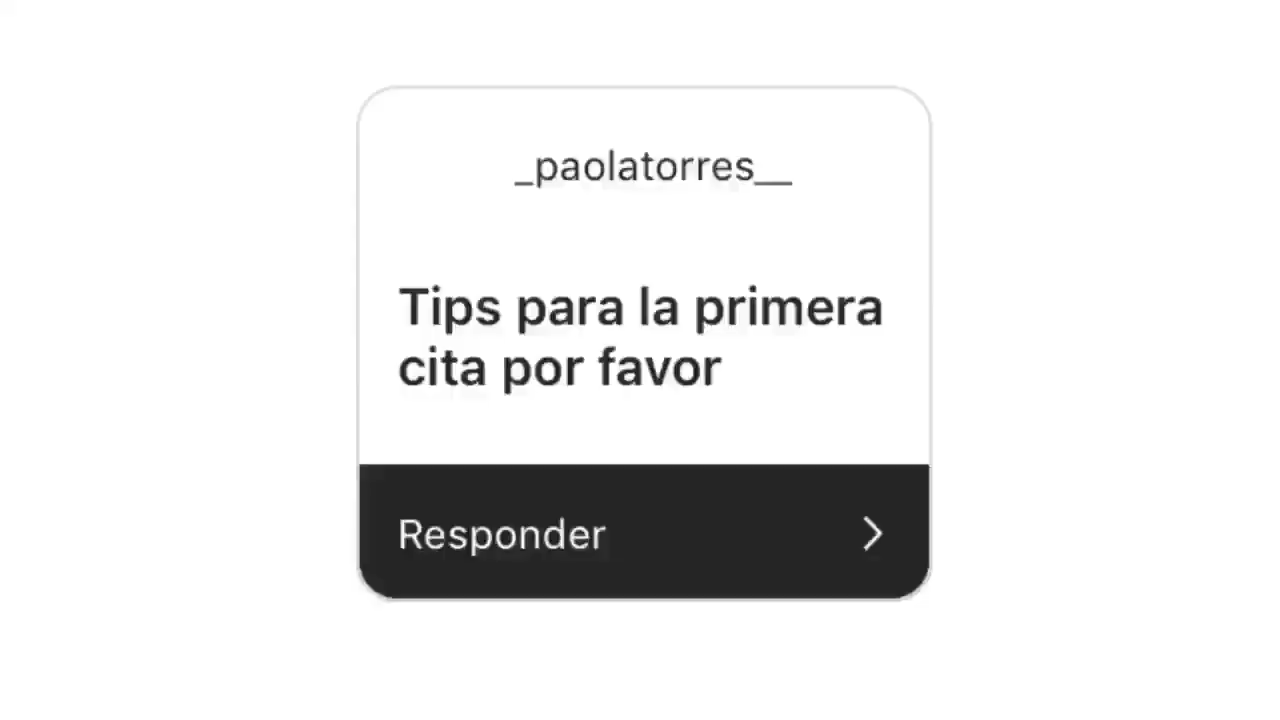 _paolatorres__
Tips para la primera
cita por favor
Responder